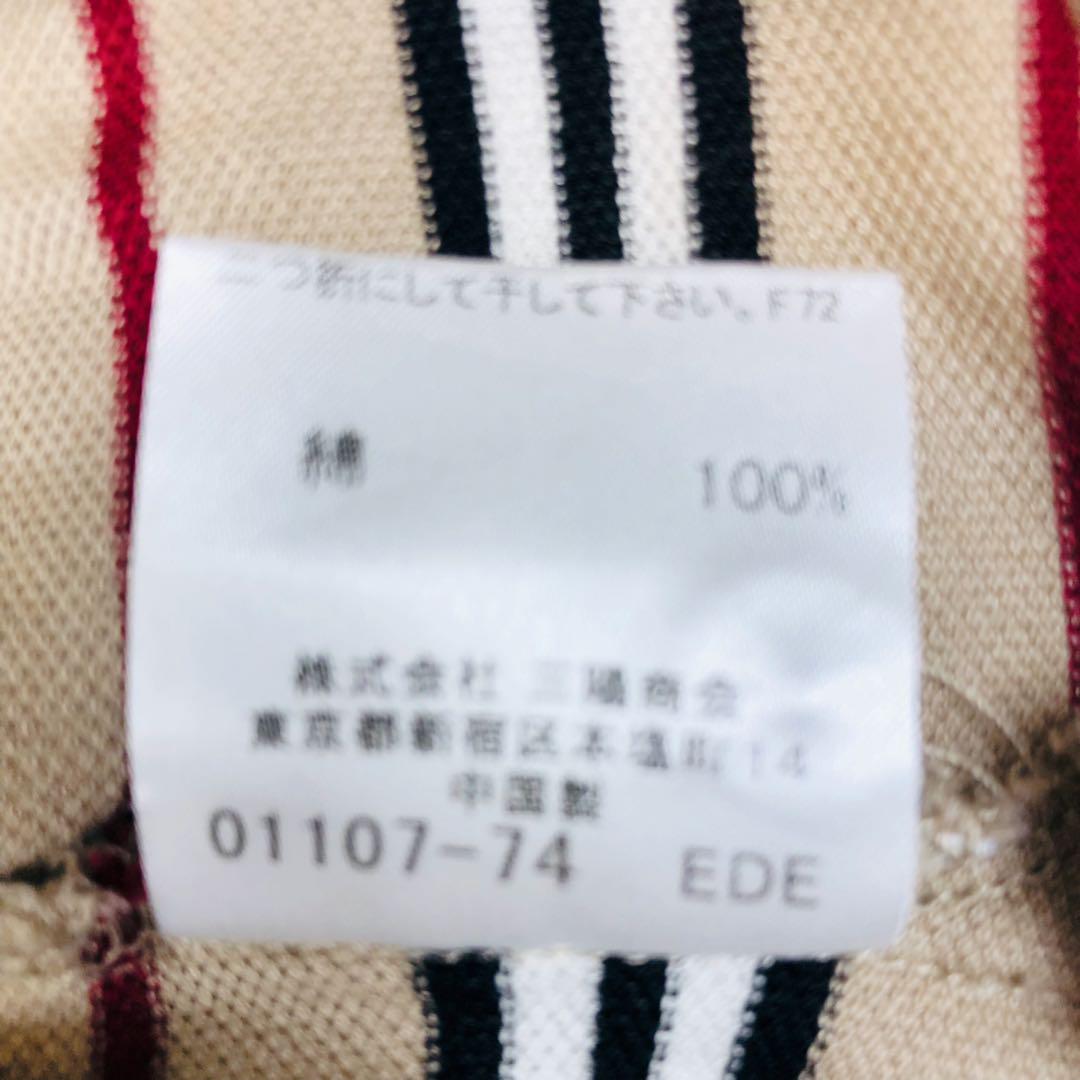 二つ折にして干して下さい。F72
綿 100%
株式会社 三陽商会
東京都新宿区本塩町14
中国製
01107-74 EDE